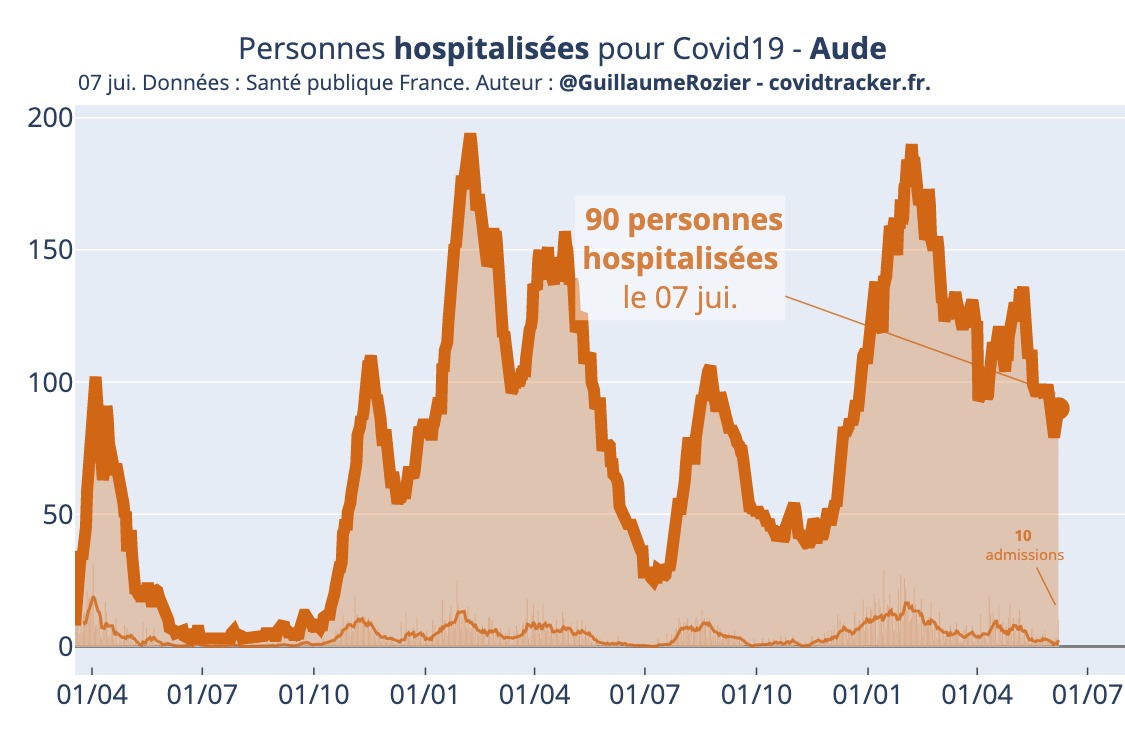 Personnes hospitalisées pour Covid19 - Aude
07 jui. Données : Santé publique France. Auteur : @GuillaumeRozier - covidtracker.fr.
200
150
100
50
0
90 personnes
hospitalisées
le 07 jui.
10
admissions
01/04 01/07 01/10 01/01 01/04 01/07 01/10 01/01 01/04 01/07